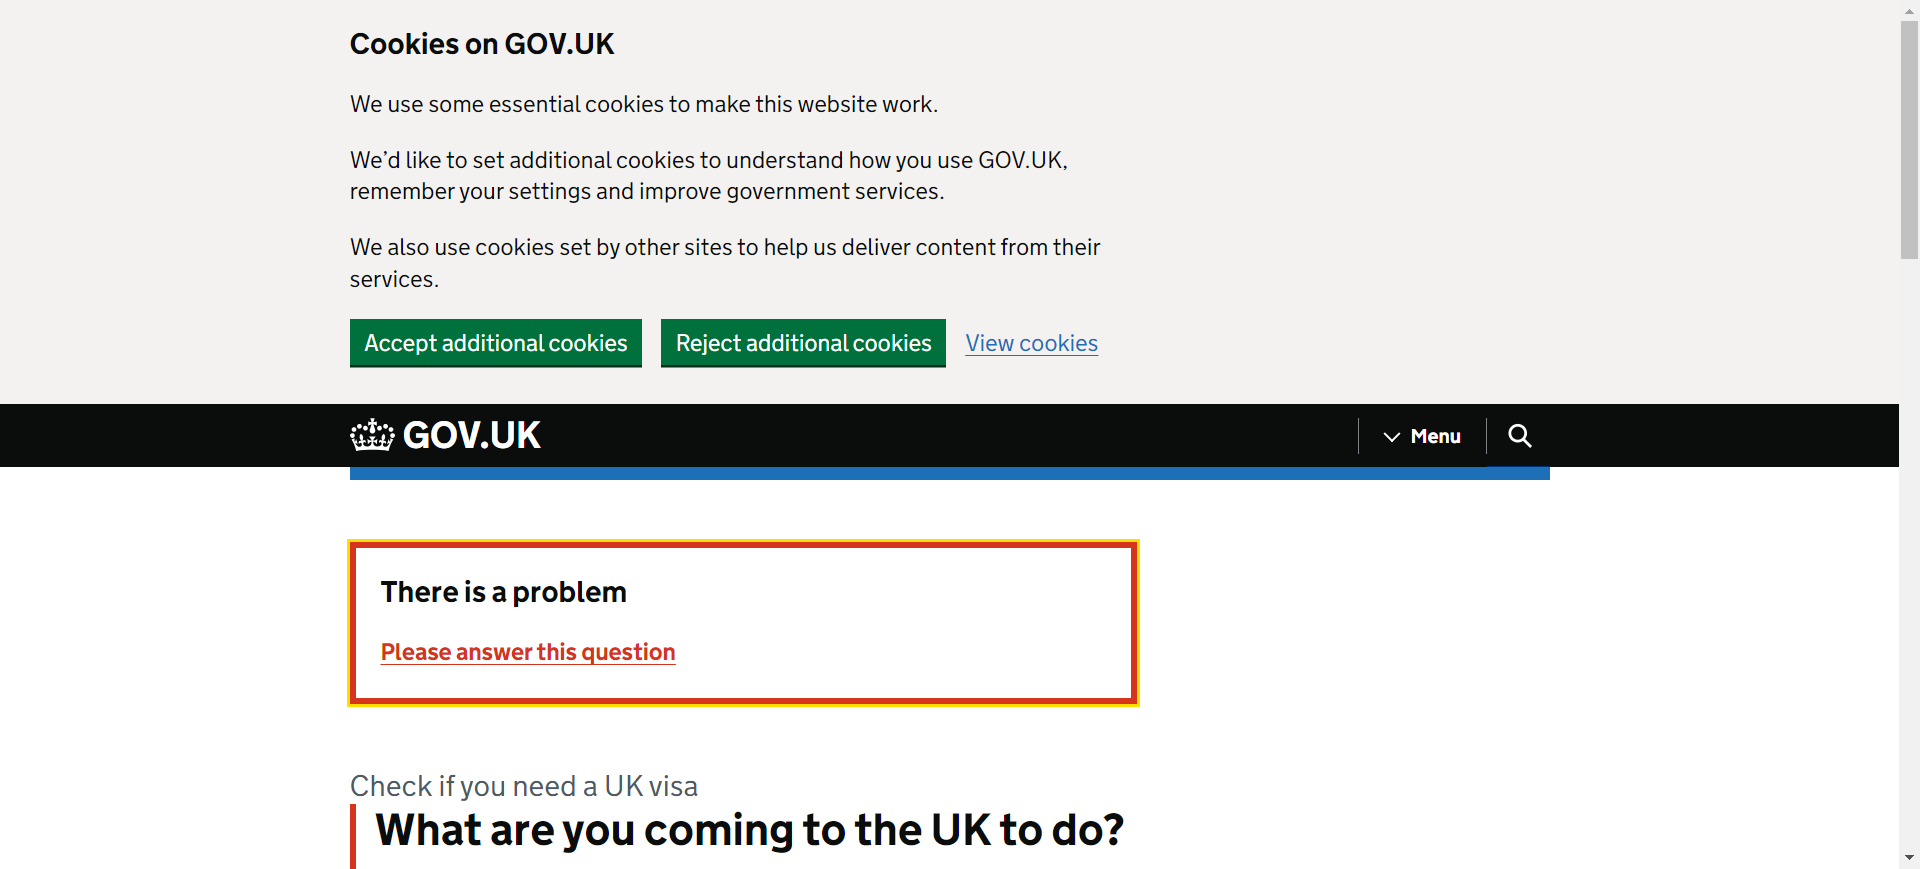 Cookies on GOV.UK
We use some essential cookies to make this website work.
We’d like to set additional cookies to understand how you use GOV.UK,
remember your settings and improve government services.
We also use cookies set by other sites to help us deliver content from their
services.
Accept additional cookies Reject additional cookies View cookies
GOV.UK Menu
There is a problem
Please answer this question
Check if you need a UK visa
What are you coming to the UK to do?